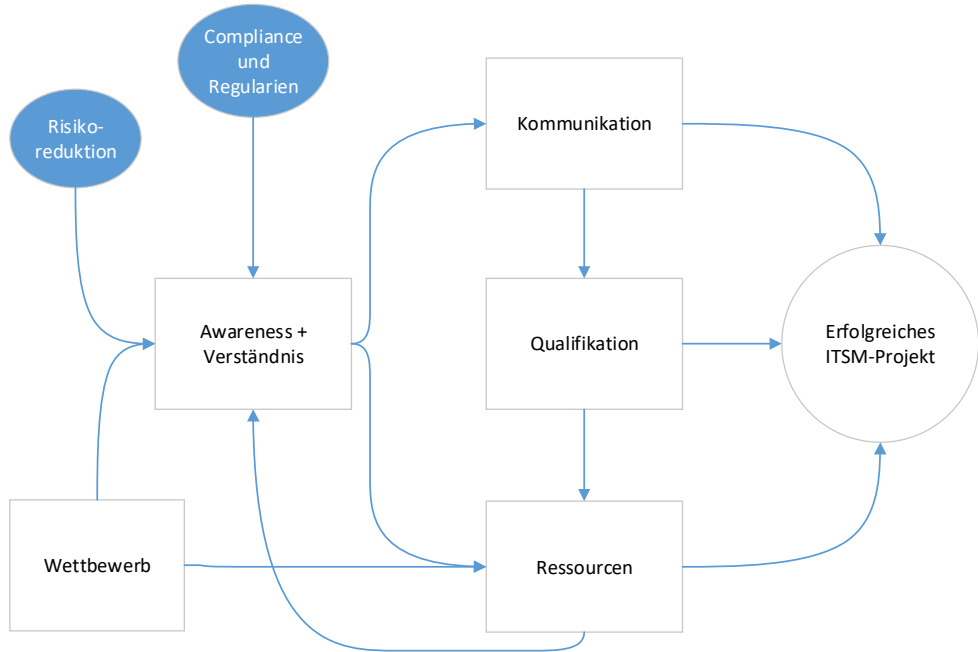 Compliance
und
Regularien
Risiko-
reduktion
Kommunikation
Awareness +
Verständnis
Qualifikation
Erfolgreiches
ITSM-Projekt
Wettbewerb
Ressourcen